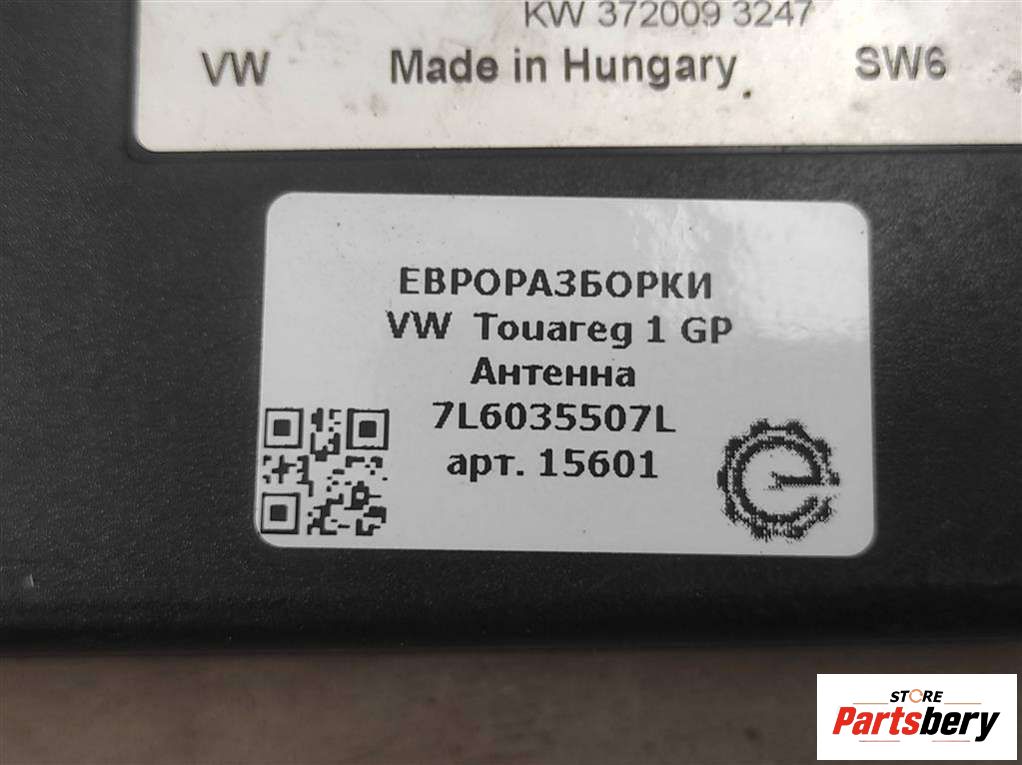 KW 372009 3247
VW Made in Hungary SW6
ЕВРОРАЗБОРКИ
VW Touareg 1 GP
Антенна
7L6035507L
арт. 15601
STORE
Partsbery